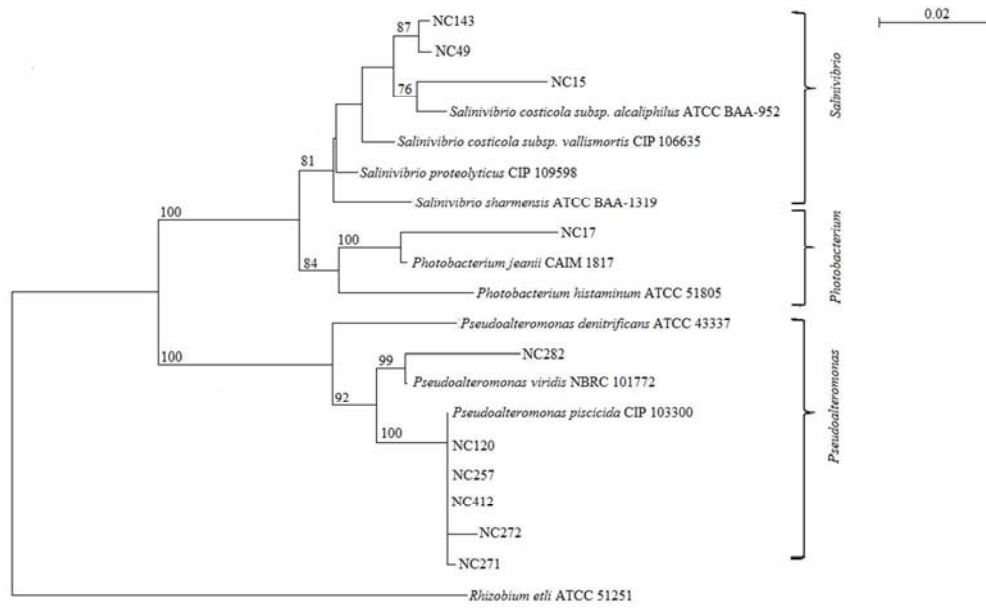 NC143
0.02
87
NC49
NC15
76
Salinivibrio costicola subsp. alcaliphilus ATCC BAA-952
Salinivibrio
Salinivibrio costicola subsp. vallismortis CIP 106635
81
Salinivibrio proteolyticus CIP 109598
Salinivibrio sharmensis ATCC BAA-1319
100
NC17
100
Photobacterium jeanii CAIM 1817
84
Photobacterium histaminum ATCC 51805
Photobacterium
Pseudoalteromonas denitrificans ATCC 43337
100
99
NC282
Pseudoalteromonas viridis NBRC 101772
92
Pseudoalteromonas piscicida CIP 103300
100
NC120
NC257
NC412
NC272
NC271
Pseudoalteromonas
Rhizobium etli ATCC 51251